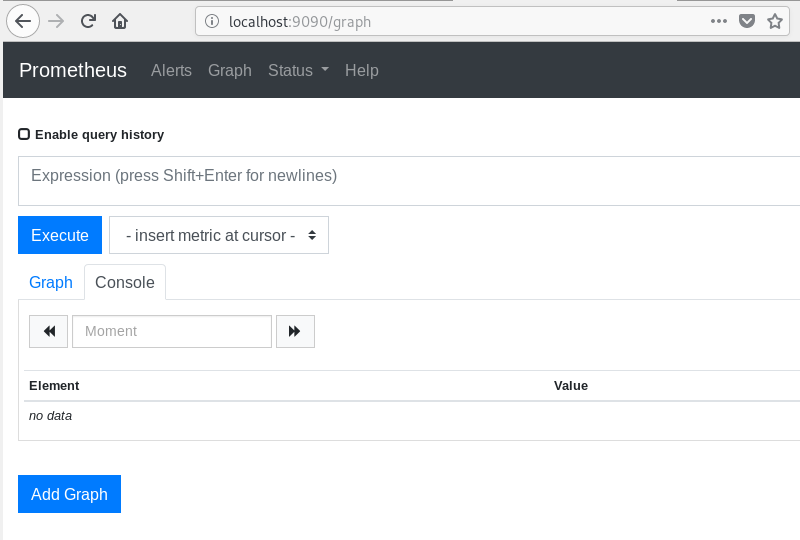 localhost:9090/graph
Prometheus Alerts Graph Status Help
Enable query history
Expression (press Shift+Enter for newlines)
Execute - insert metric at cursor -
Graph Console
Moment
Element Value
no data
Add Graph